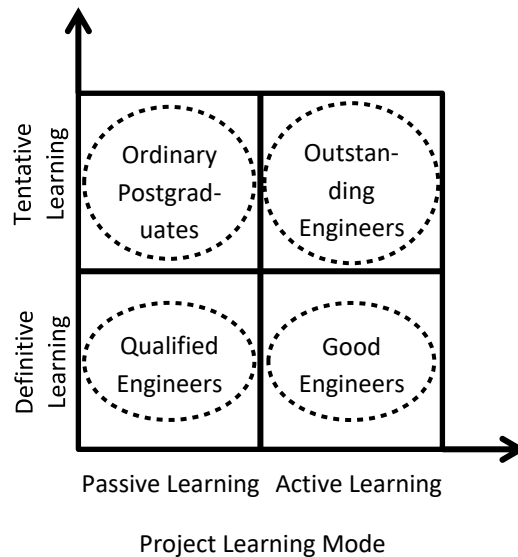 Tentative
Learning
Ordinary
Postgrad-
uates
Outstan-
ding
Engineers
Definitive
Learning
Qualified
Engineers
Good
Engineers
Passive Learning
Active Learning
Project Learning Mode